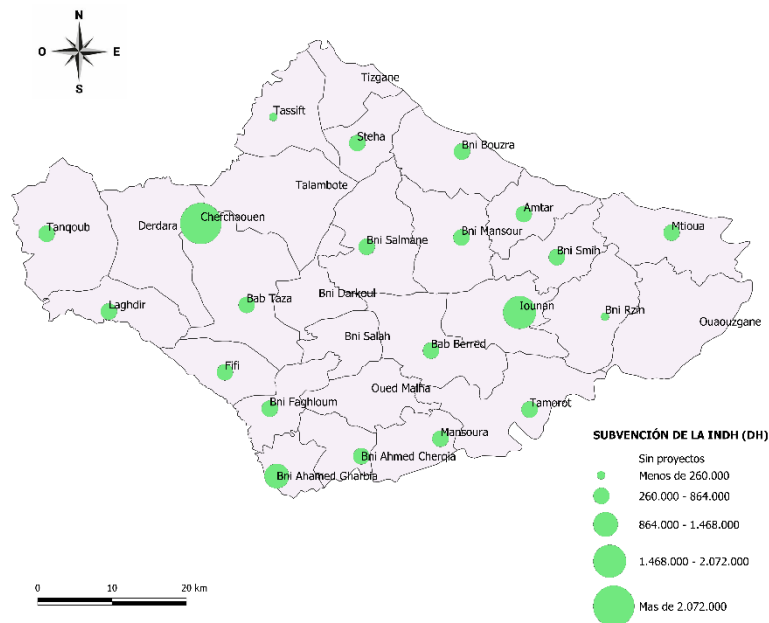 N
O E
S
Tizgane
Tassift
Steha
Bni Bouzra
Talambote
Amtar
Cherchaouen
Derdara
Tanqoub
Mtioua
Bni Mansour
Bni Salmane
Bni Smih
Bni Darkoul
Bab Taza
Laghdir
Iounan
Bni Rzin
Ouaouzgane
Bni Salah
Bab Berred
Fifi
Oued Malha
Bni Faghloum
Tamorot
Mansoura
Bni Ahmed Cherqia
Bni Ahamed Gharbia
SUBVENCIÓN DE LA INDH (DH)
Sin proyectos
Menos de 260.000
260.000 - 864.000
864.000 - 1.468.000
1.468.000 - 2.072.000
Mas de 2.072.000
0 10 20 km